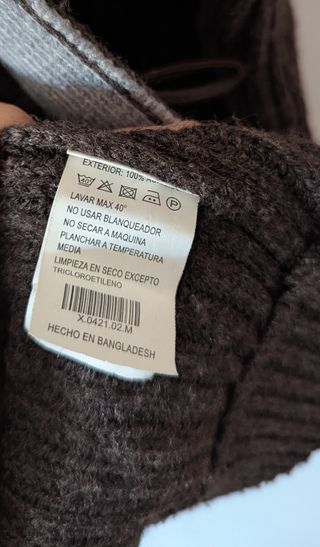 EXTERIOR: 100%
40°
P
LAVAR MAX 40°
NO USAR BLANQUEADOR
NO SECAR A MAQUINA
PLANCHAR A TEMPERATURA
MEDIA
LIMPIEZA EN SECO EXCEPTO
TRICLOROETILENO
X.0421.02.M
HECHO EN BANGLADESH